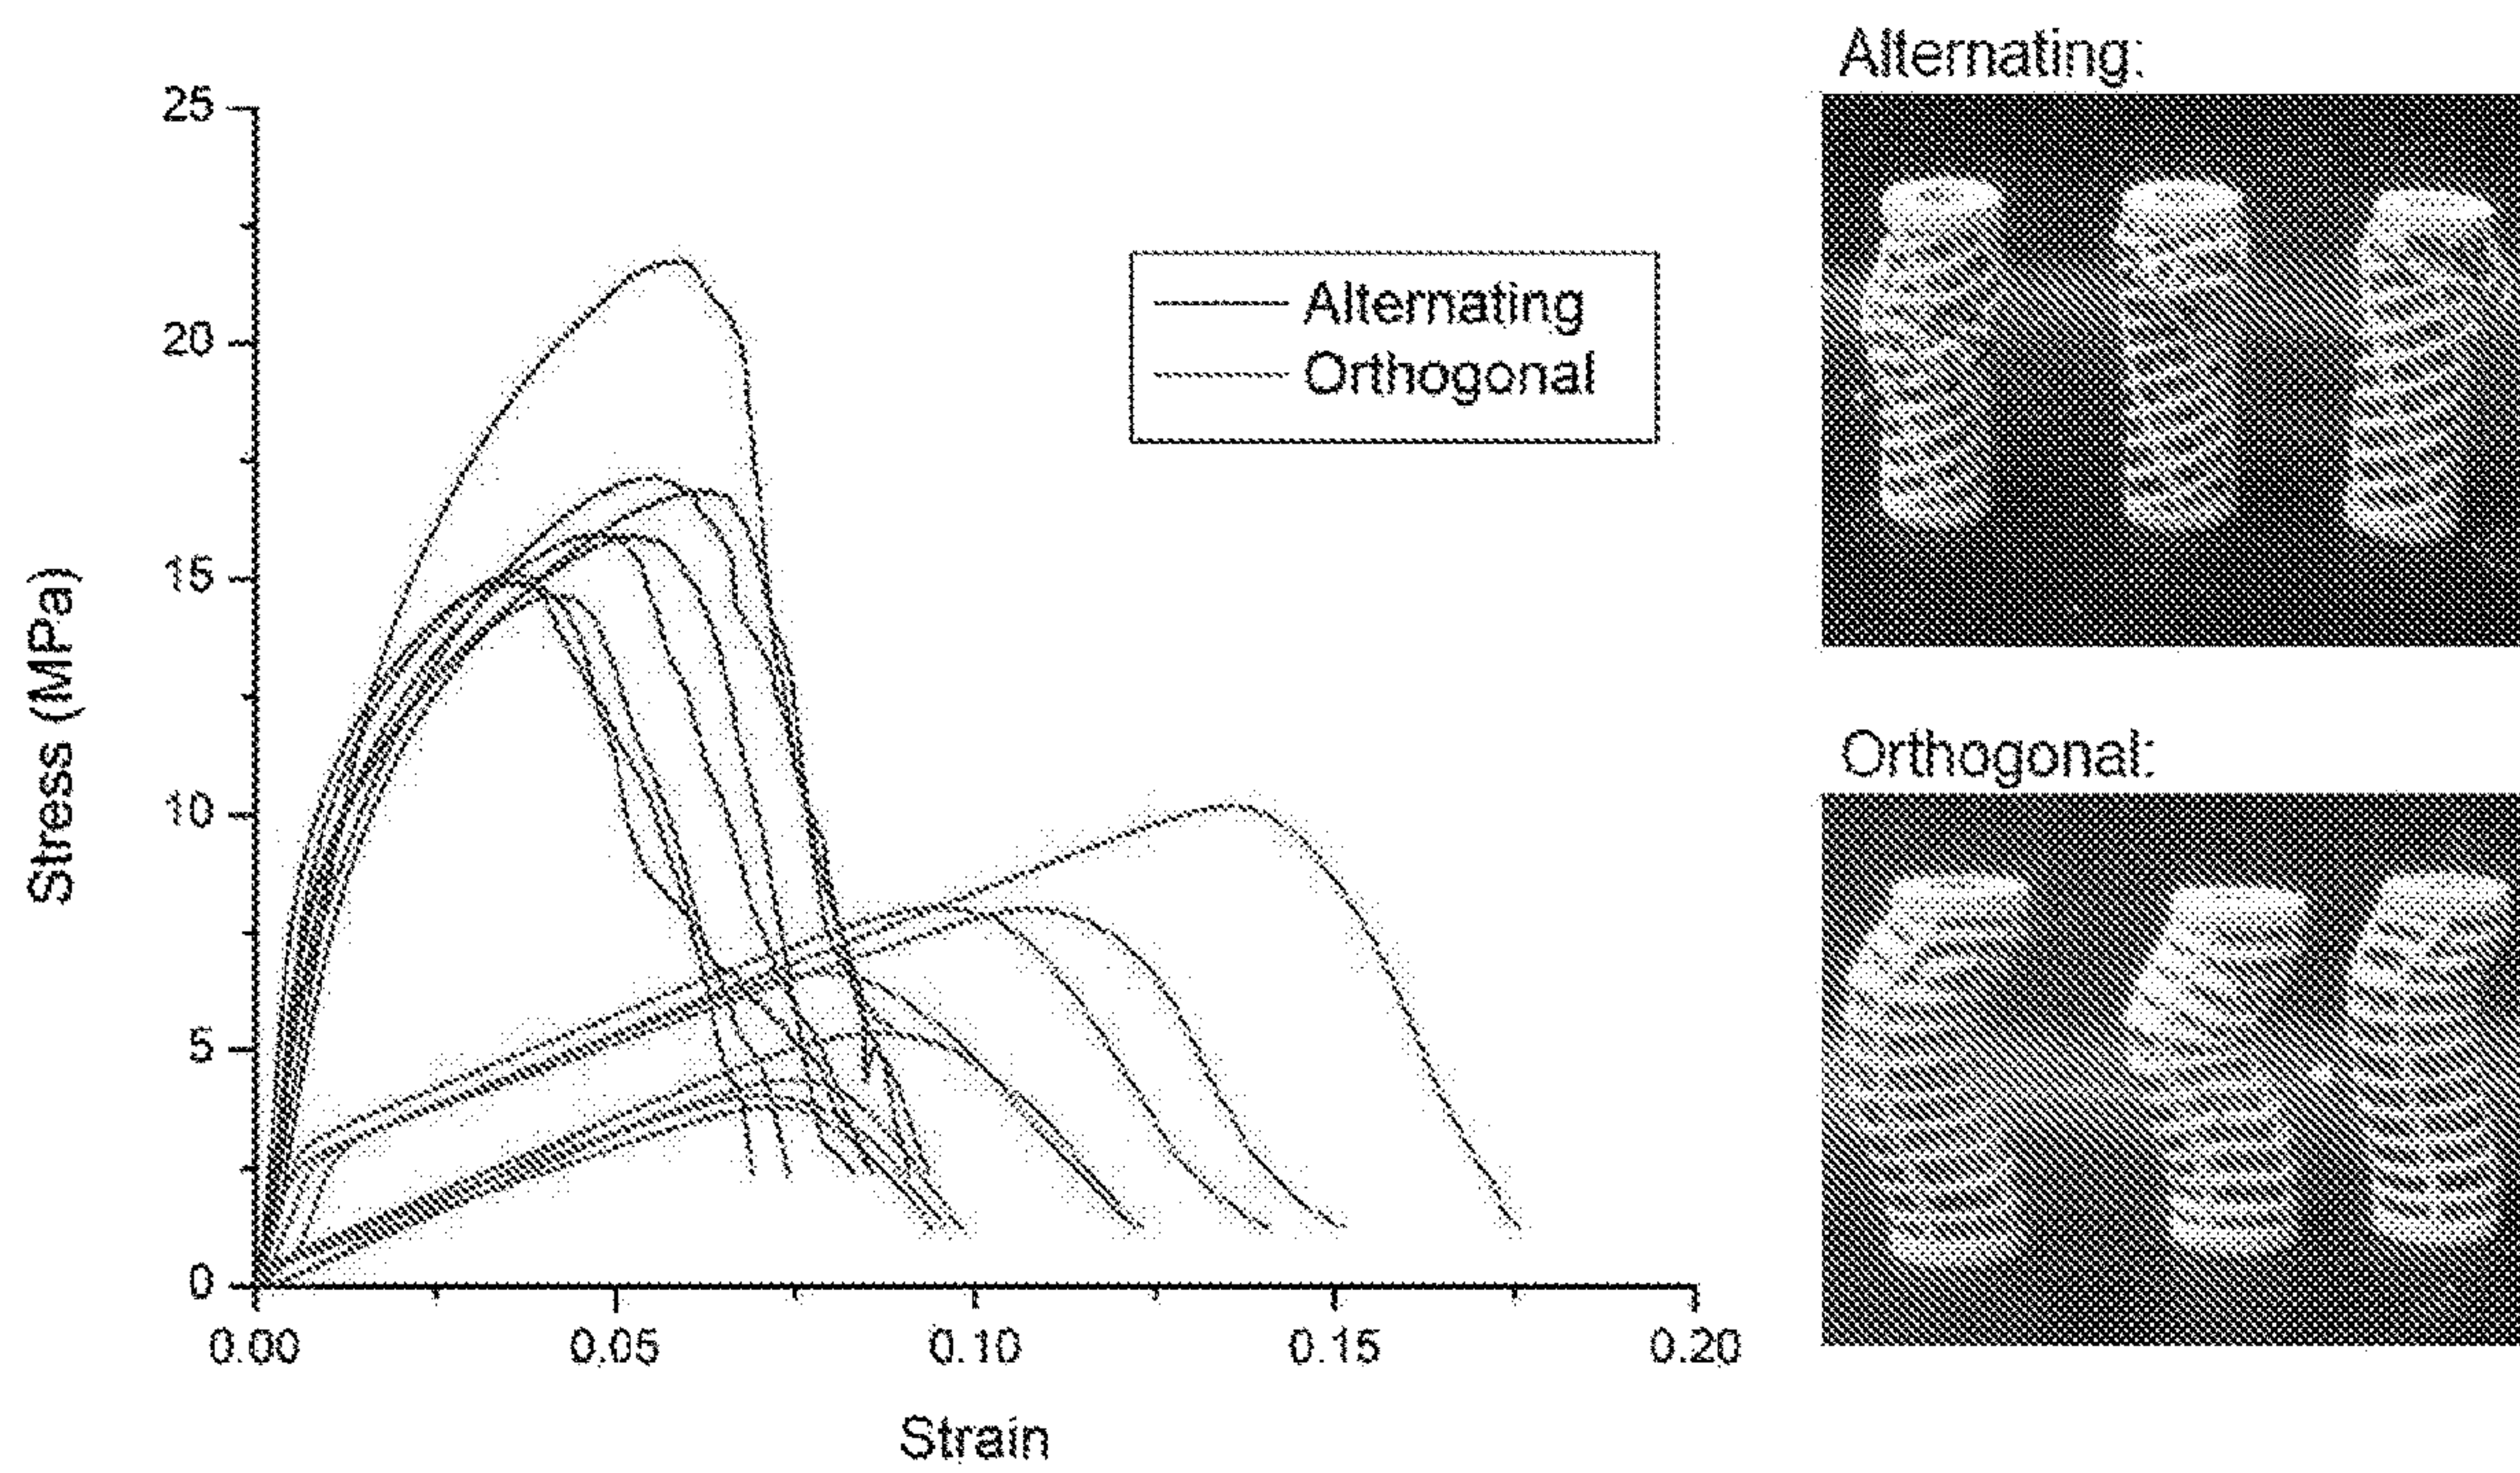 Alternating:
25
20
15
10
5
0
Stress (MPa)
Alternating
Orthogonal
Orthogonal:
0.00 0.05 0.10 0.15 0.20
Strain